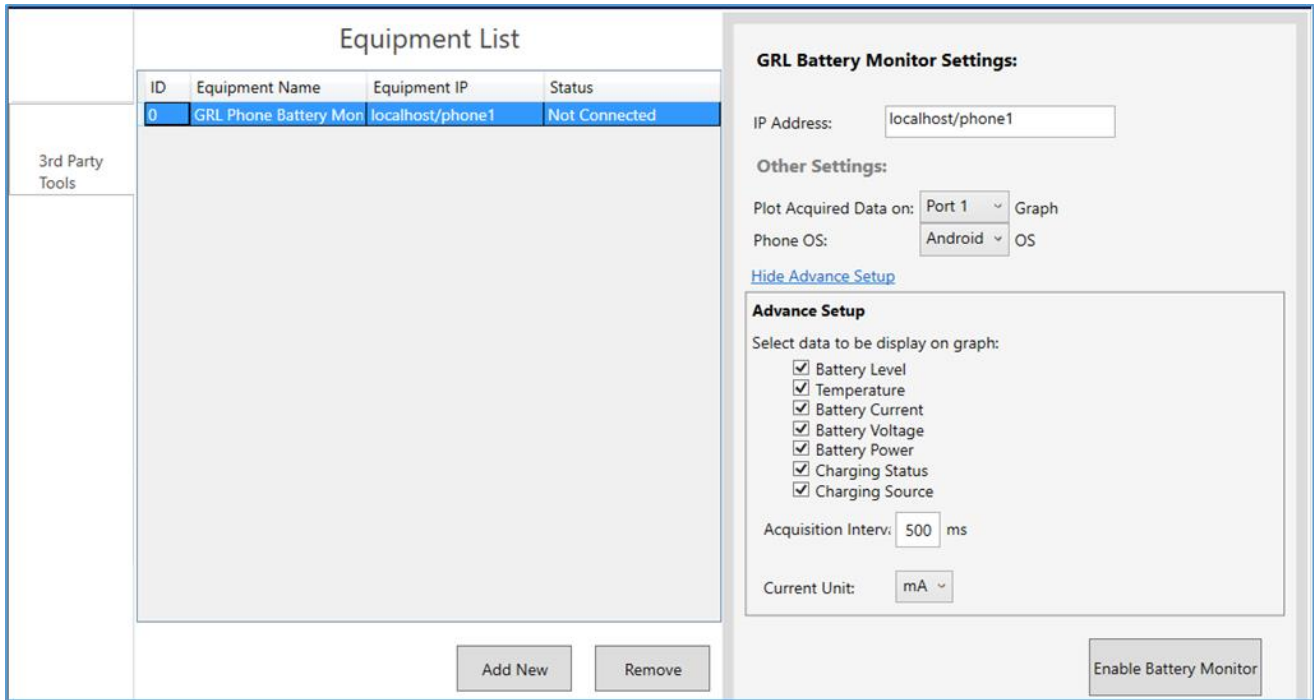 Equipment List
ID Equipment Name Equipment IP Status
0 GRL Phone Battery Mon localhost/phone1 Not Connected
3rd Party
Tools
Add New Remove
GRL Battery Monitor Settings:
IP Address: localhost/phone1
Other Settings:
Plot Acquired Data on: Port 1 Graph
Phone OS: Android OS
Hide Advance Setup
Advance Setup
Select data to be display on graph:
Battery Level
Temperature
Battery Current
Battery Voltage
Battery Power
Charging Status
Charging Source
Acquisition Interv 500 ms
Current Unit: mA
Enable Battery Monitor